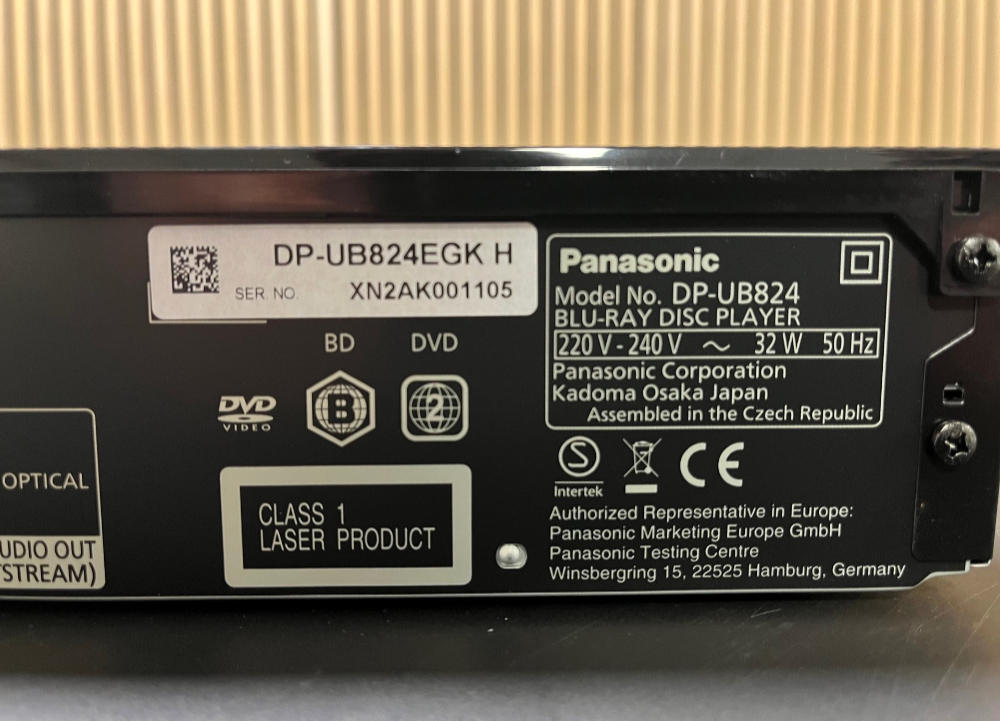 DP-UB824EGK H
SER. NO. XN2AK001105
BD DVD
DVD
VIDEO
B
2
CLASS 1
LASER PRODUCT
OPTICAL
UDIO OUT
TSTREAM)
Panasonic
Model No. DP-UB824
BLU-RAY DISC PLAYER
220 V - 240 V ～ 32 W 50 Hz
Panasonic Corporation
Kadoma Osaka Japan
Assembled in the Czech Republic
S
Intertek
CE
Authorized Representative in Europe:
Panasonic Marketing Europe GmbH
Panasonic Testing Centre
Winsbergring 15, 22525 Hamburg, Germany